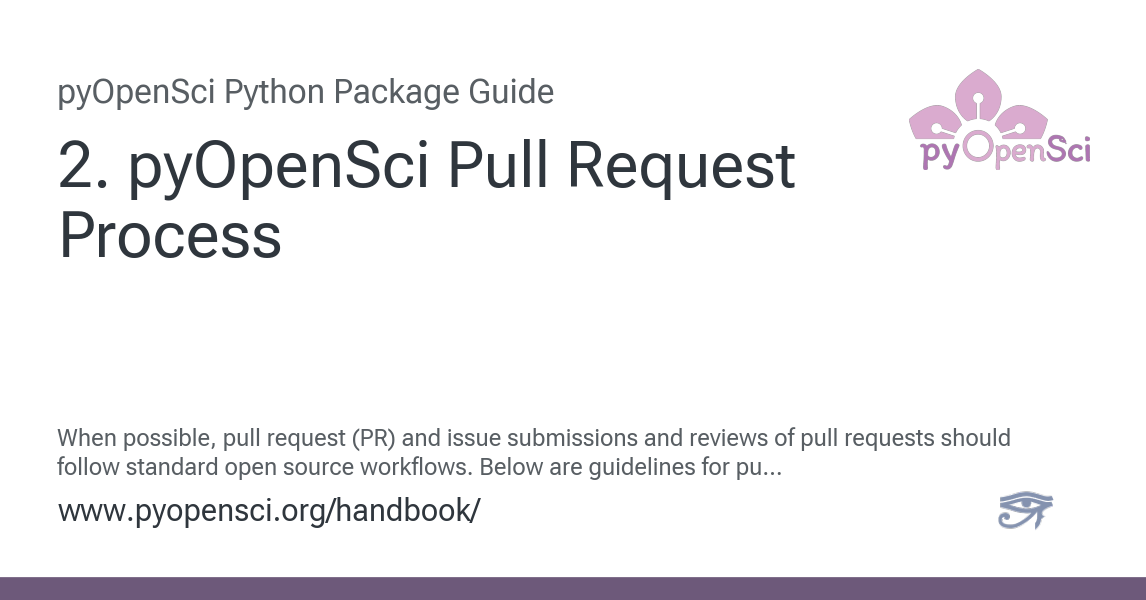 pyOpenSci Python Package Guide
pyOpenSci
2. pyOpenSci Pull Request
Process
When possible, pull request (PR) and issue submissions and reviews of pull requests should
follow standard open source workflows. Below are guidelines for pu...
www.pyopensci.org/handbook/